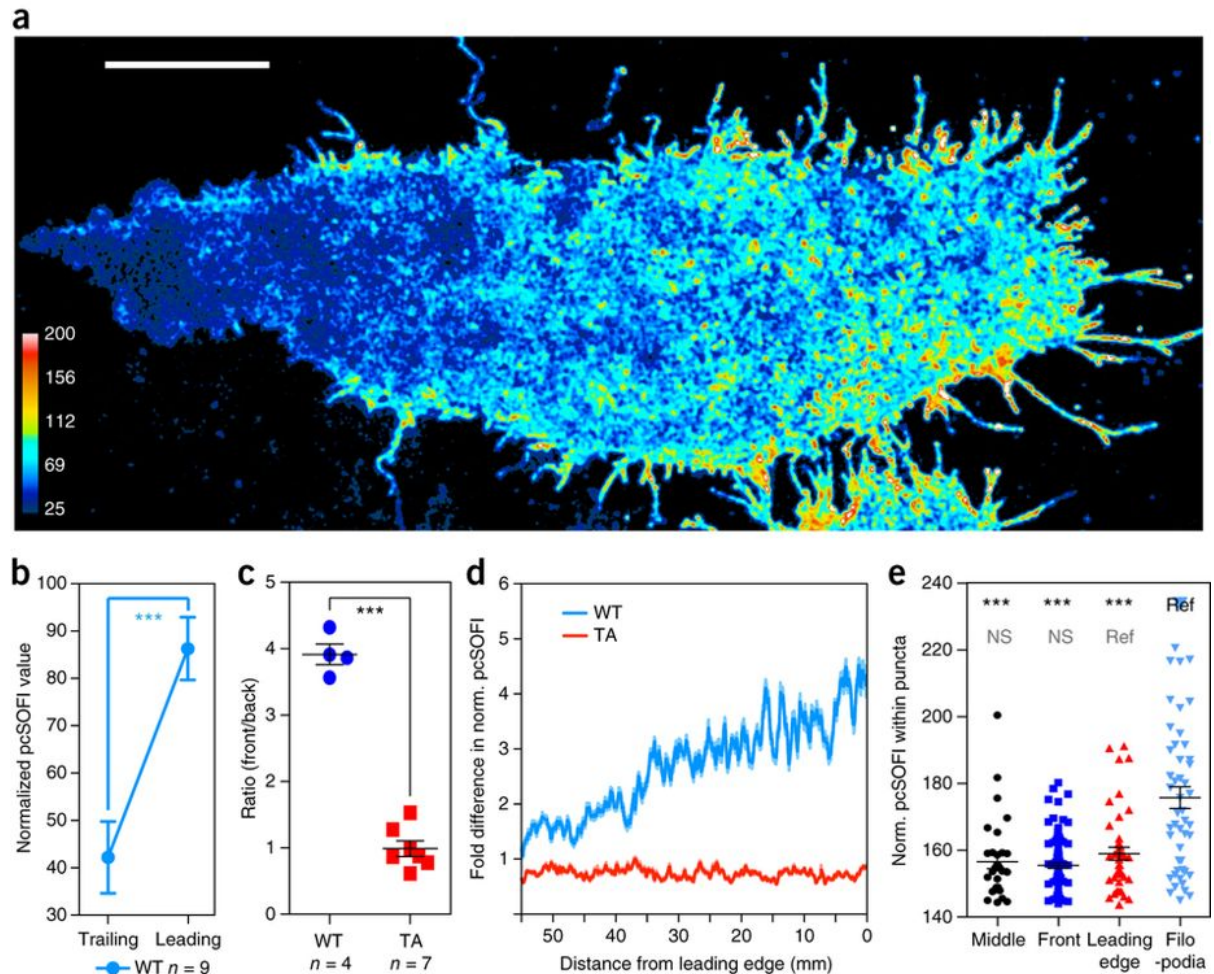 a
200
156
112
69
25
b
Normalized pcSOFI value
100
90
80
70
60
50
40
30
***
Trailing Leading
WT n = 9
c
Ratio (front/back)
5
4
3
2
1
0
***
WT TA
n = 4 n = 7
d
Fold difference in norm. pcSOFI
6
5
4
3
2
1
WT
TA
50 40 30 20 10 0
Distance from leading edge (mm)
e
Norm. pcSOFI within puncta
240
220
200
180
160
140
*** *** *** Ref
NS NS Ref
Middle Front Leading Filo
edge -podia